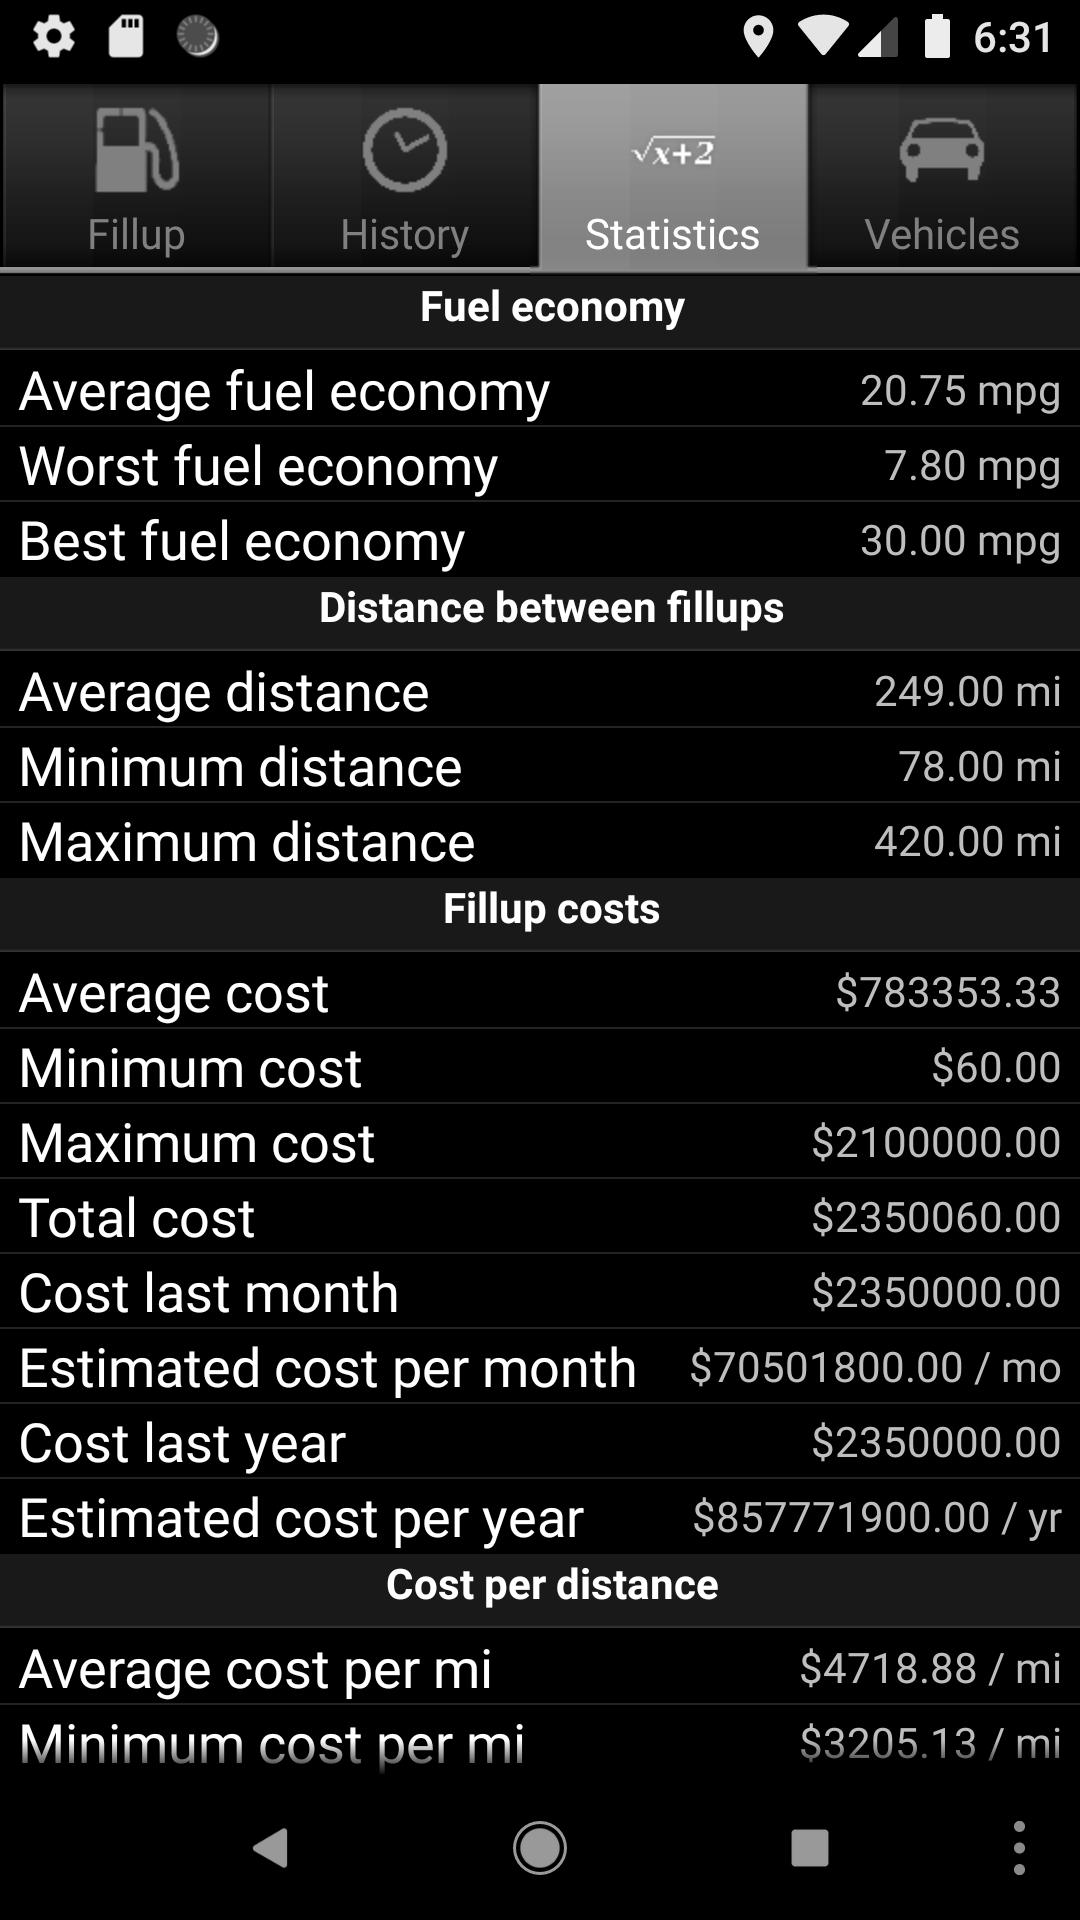 6:31
√x+2
Fillup History Statistics Vehicles
Fuel economy
Average fuel economy 20.75 mpg
Worst fuel economy 7.80 mpg
Best fuel economy 30.00 mpg
Distance between fillups
Average distance 249.00 mi
Minimum distance 78.00 mi
Maximum distance 420.00 mi
Fillup costs
Average cost $783353.33
Minimum cost $60.00
Maximum cost $2100000.00
Total cost $2350060.00
Cost last month $2350000.00
Estimated cost per month $70501800.00 / mo
Cost last year $2350000.00
Estimated cost per year $857771900.00 / yr
Cost per distance
Average cost per mi $4718.88 / mi
Minimum cost per mi $3205.13 / mi